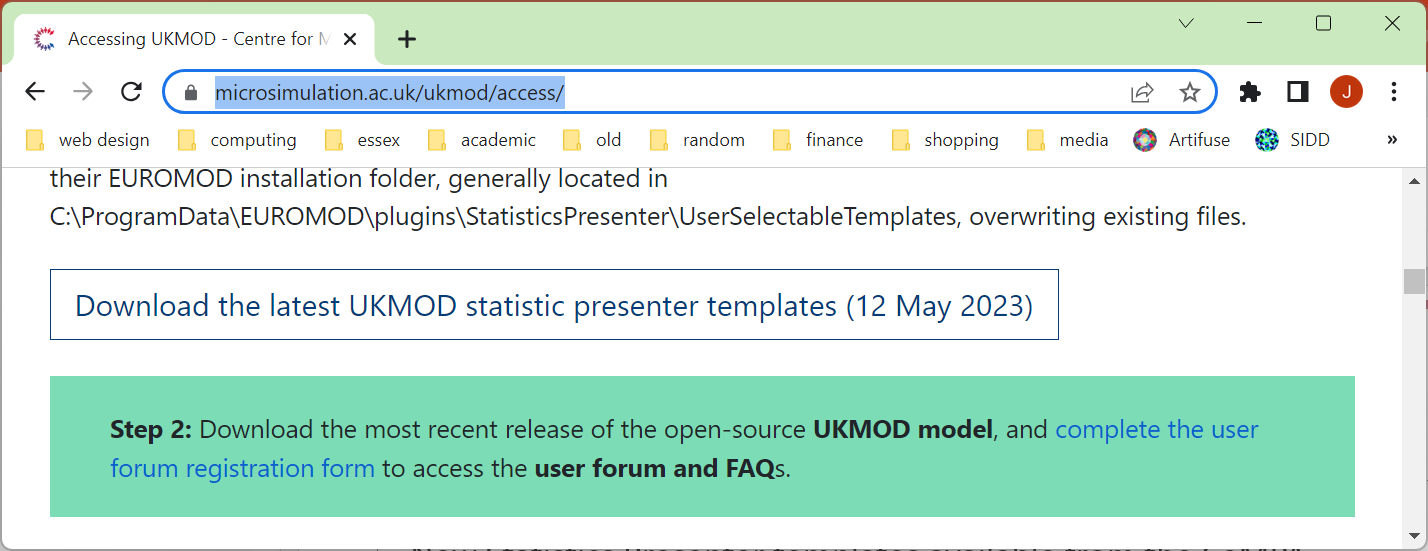 Accessing UKMOD - Centre for M
microsimulation.ac.uk/ukmod/access/
J
web design computing essex academic old random finance shopping media Artifuse SIDD »
their EUROMOD installation folder, generally located in
C:\ProgramData\EUROMOD\plugins\StatisticsPresenter\UserSelectableTemplates, overwriting existing files.
Download the latest UKMOD statistic presenter templates (12 May 2023)
Step 2: Download the most recent release of the open-source UKMOD model, and complete the user
forum registration form to access the user forum and FAQs.